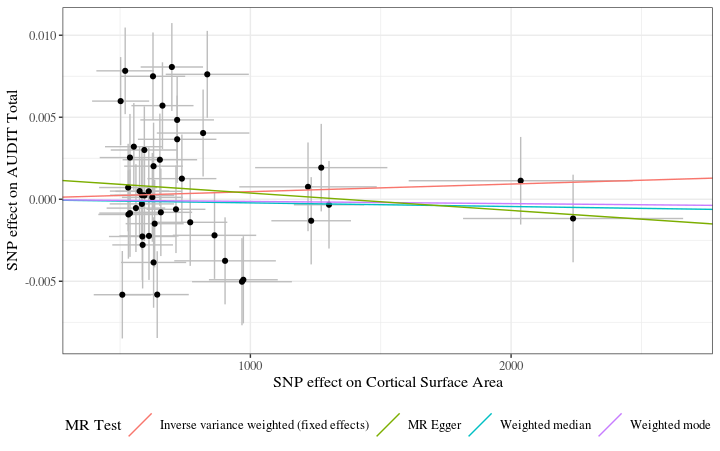 0.010
0.005
0.000
-0.005
SNP effect on AUDIT Total
1000
2000
SNP effect on Cortical Surface Area
MR Test
Inverse variance weighted (fixed effects)
MR Egger
Weighted median
Weighted mode